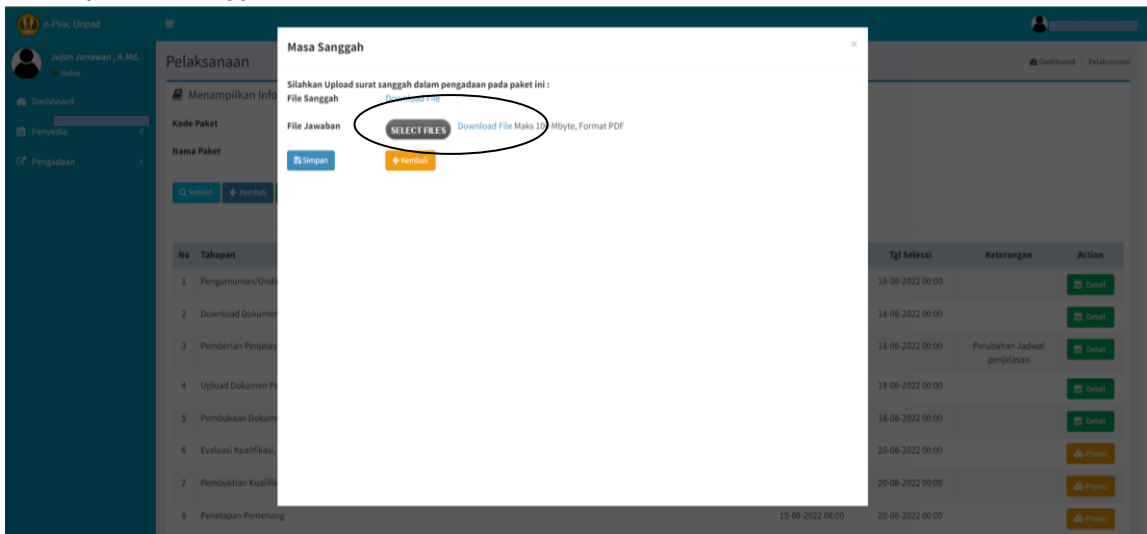 e-Proc Unpad
Jujun Junawan , A.Md.
Online
Dashboard
Penyedia
Pengadaan
Pelaksanaan
Dashboard - Pelaksanaan
Menampilkan Info
Kode Paket
Nama Paket
Refresh Kembali
Masa Sanggah ×
Silahkan Upload surat sanggah dalam pengadaan pada paket ini :
File Sanggah Download File
File Jawaban SELECT FILES Download File Maks 100 Mbyte, Format PDF
Simpan Kembali
No Tahapan Tgl Selesai Keterangan Action
1 Pengumuman/Unda 18-08-2022 00:00 Detail
2 Download Dokumen 18-08-2022 00:00 Detail
3 Pemberian Penjelas 18-08-2022 00:00 Perubahan Jadwal penjelasan Detail
4 Upload Dokumen Pe 18-08-2022 00:00 Detail
5 Pembukaan Dokum 18-08-2022 00:00 Detail
6 Evaluasi Kualifikasi, 20-08-2022 00:00 Proses
7 Pembuktian Kualifik 20-08-2022 00:00 Proses
8 Penetapan Pemenang 15-08-2022 08:00 20-08-2022 00:00 Proses